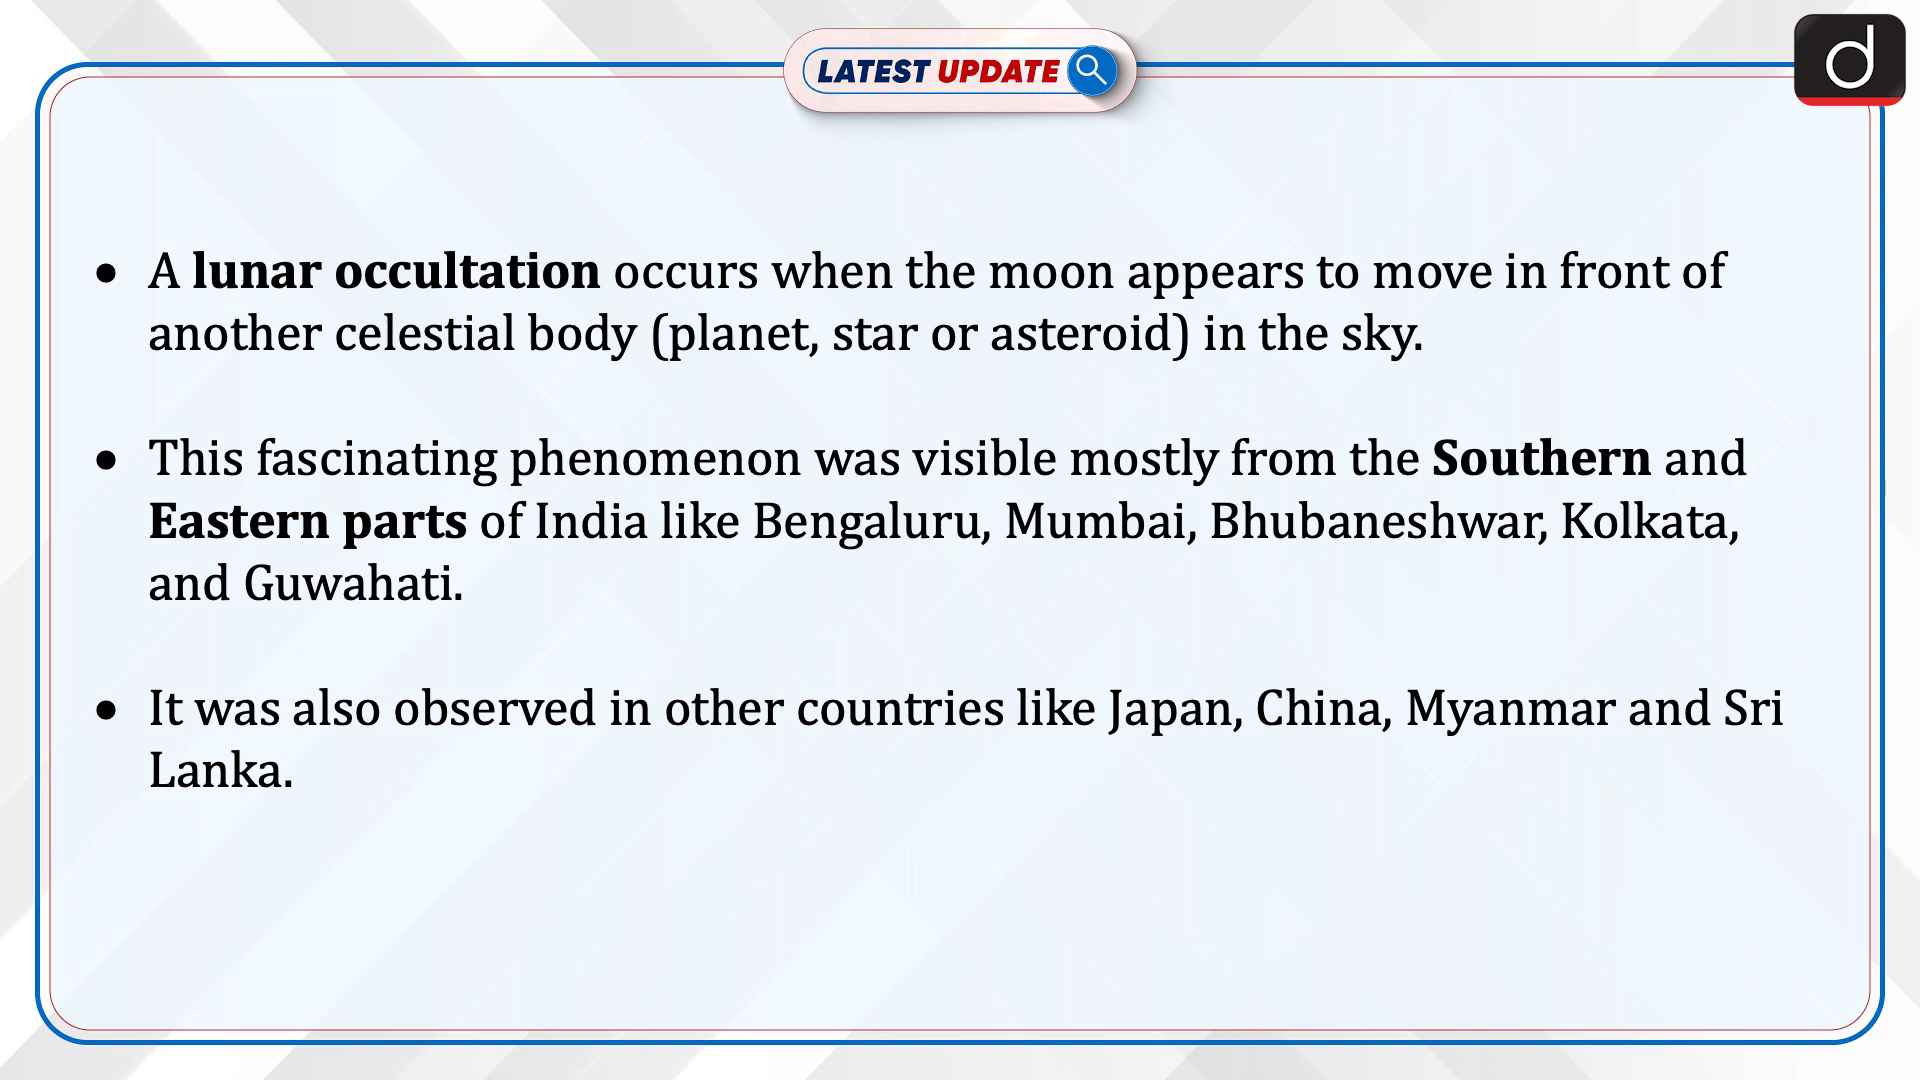 LATEST UPDATE
d
• A lunar occultation occurs when the moon appears to move in front of
another celestial body (planet, star or asteroid) in the sky.
• This fascinating phenomenon was visible mostly from the Southern and
Eastern parts of India like Bengaluru, Mumbai, Bhubaneshwar, Kolkata,
and Guwahati.
• It was also observed in other countries like Japan, China, Myanmar and Sri
Lanka.